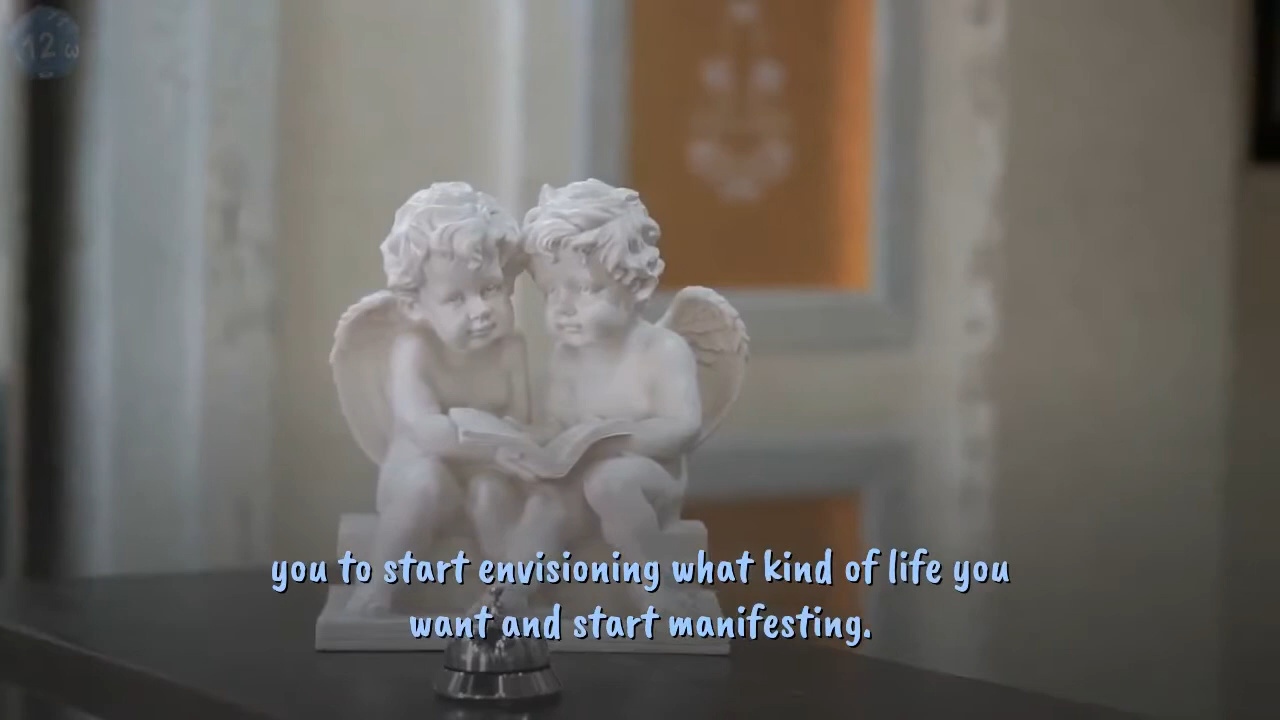 you to start envisioning what kind of life you
want and start manifesting.